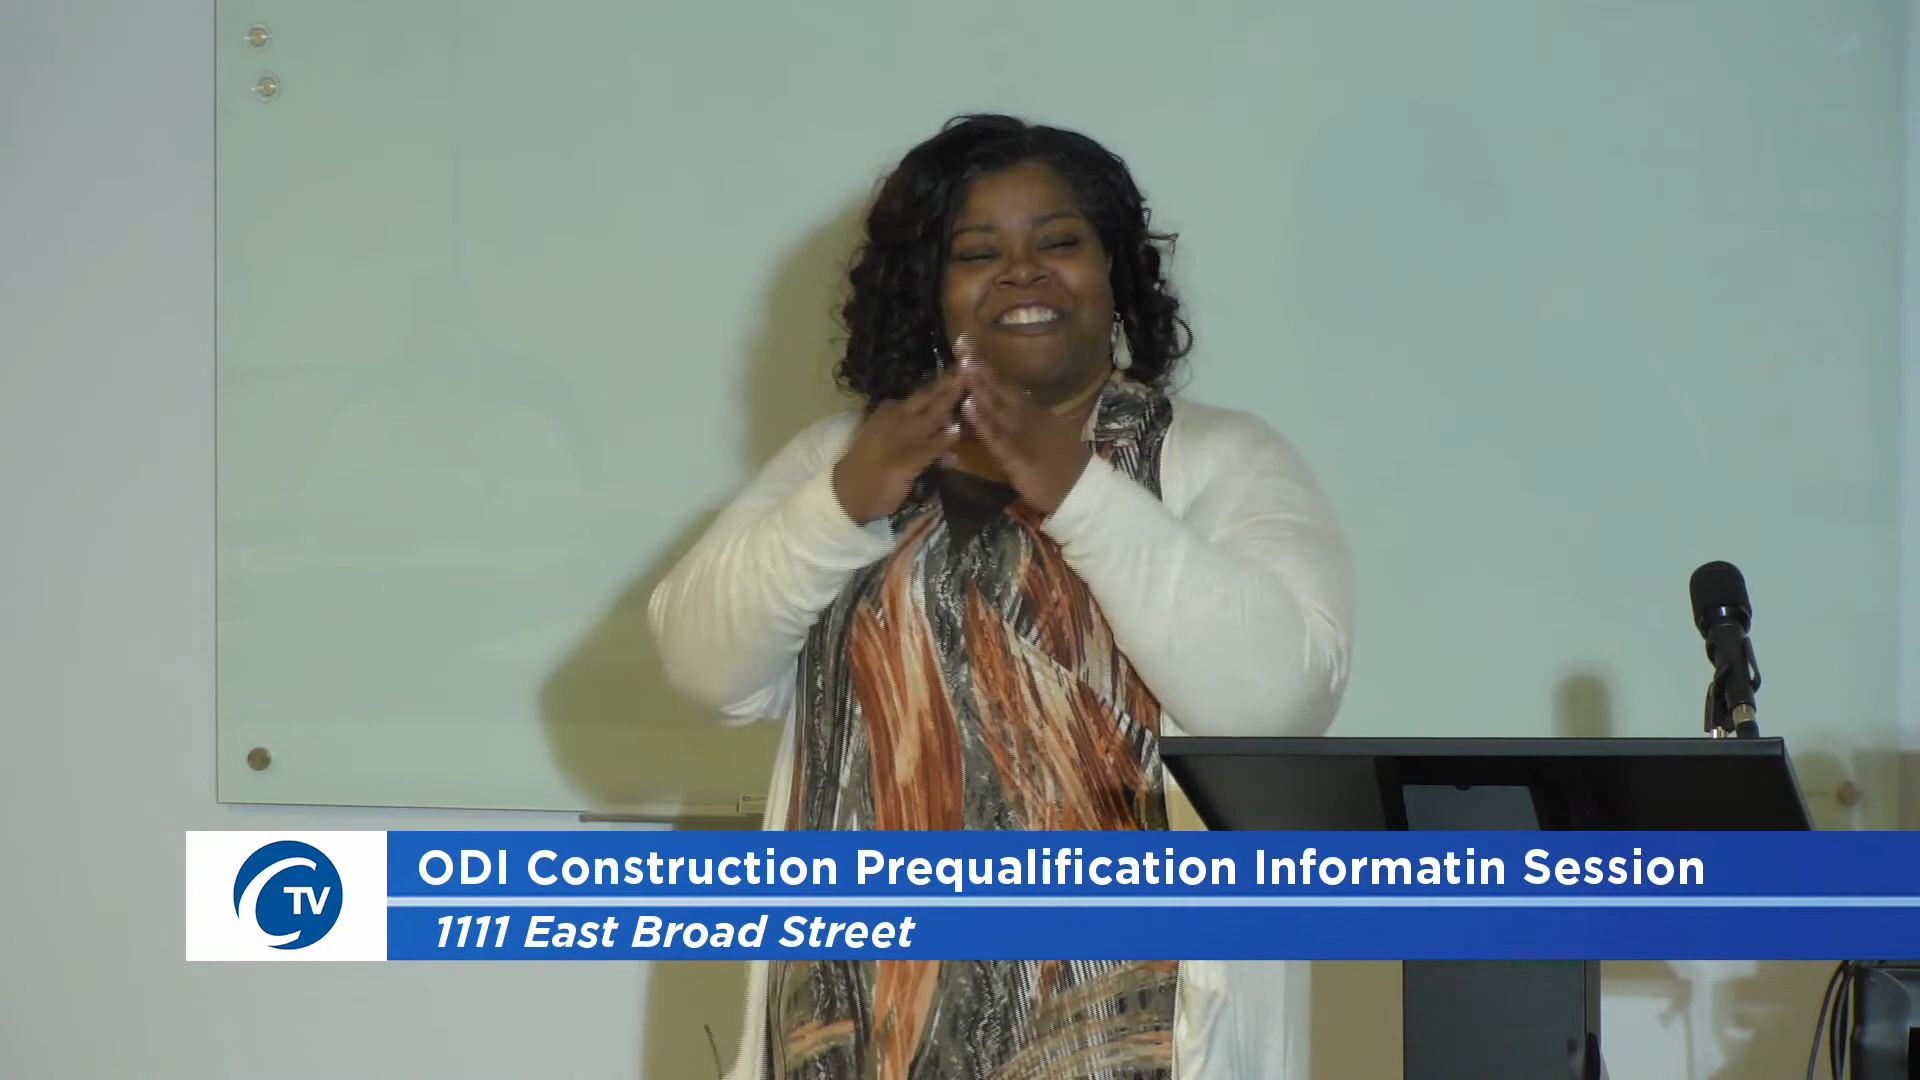 ODI Construction Prequalification Informatin Session
TV
1111 East Broad Street